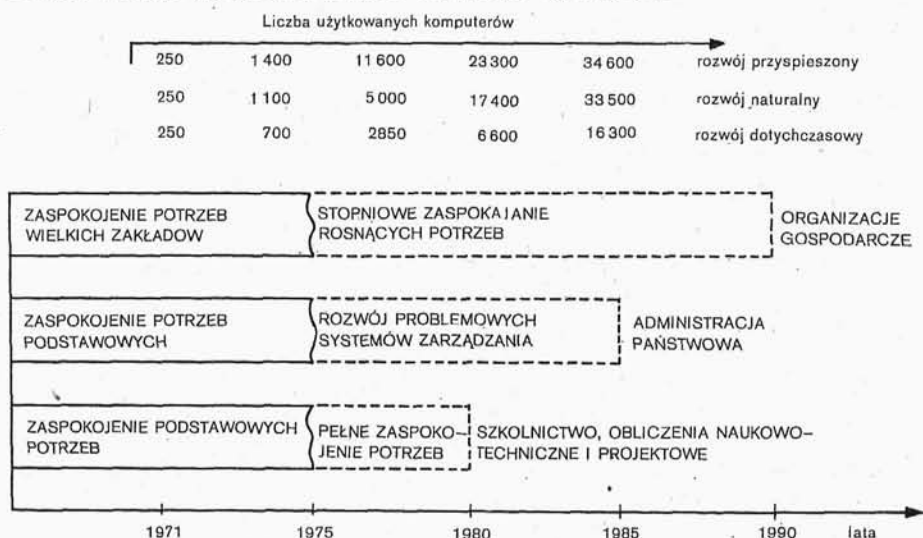 Liczba użytkowanych komputerów
250 1 400 11 600 23 300 34 600 rozwój przyspieszony
250 1 100 5 000 17 400 33 500 rozwój naturalny
250 700 2850 6 600 16 300 rozwój dotychczasowy
ZASPOKOJENIE POTRZEB
WIELKICH ZAKŁADOW
STOPNIOWE ZASPOKAJANIE
ROSNĄCYCH POTRZEB
ORGANIZACJE
GOSPODARCZE
ZASPOKOJENIE POTRZEB
PODSTAWOWYCH
ROZWÓJ PROBLEMOWYCH
SYSTEMÓW ZARZĄDZANIA
ADMINISTRACJA
PAŃSTWOWA
ZASPOKOJENIE PODSTAWOWYCH
POTRZEB
PEŁNE ZASPOKO-
JENIE POTRZEB
SZKOLNICTWO, OBLICZENIA NAUKOWO-
TECHNICZNE I PROJEKTOWE
1971 1975 1980 1985 1990 lata